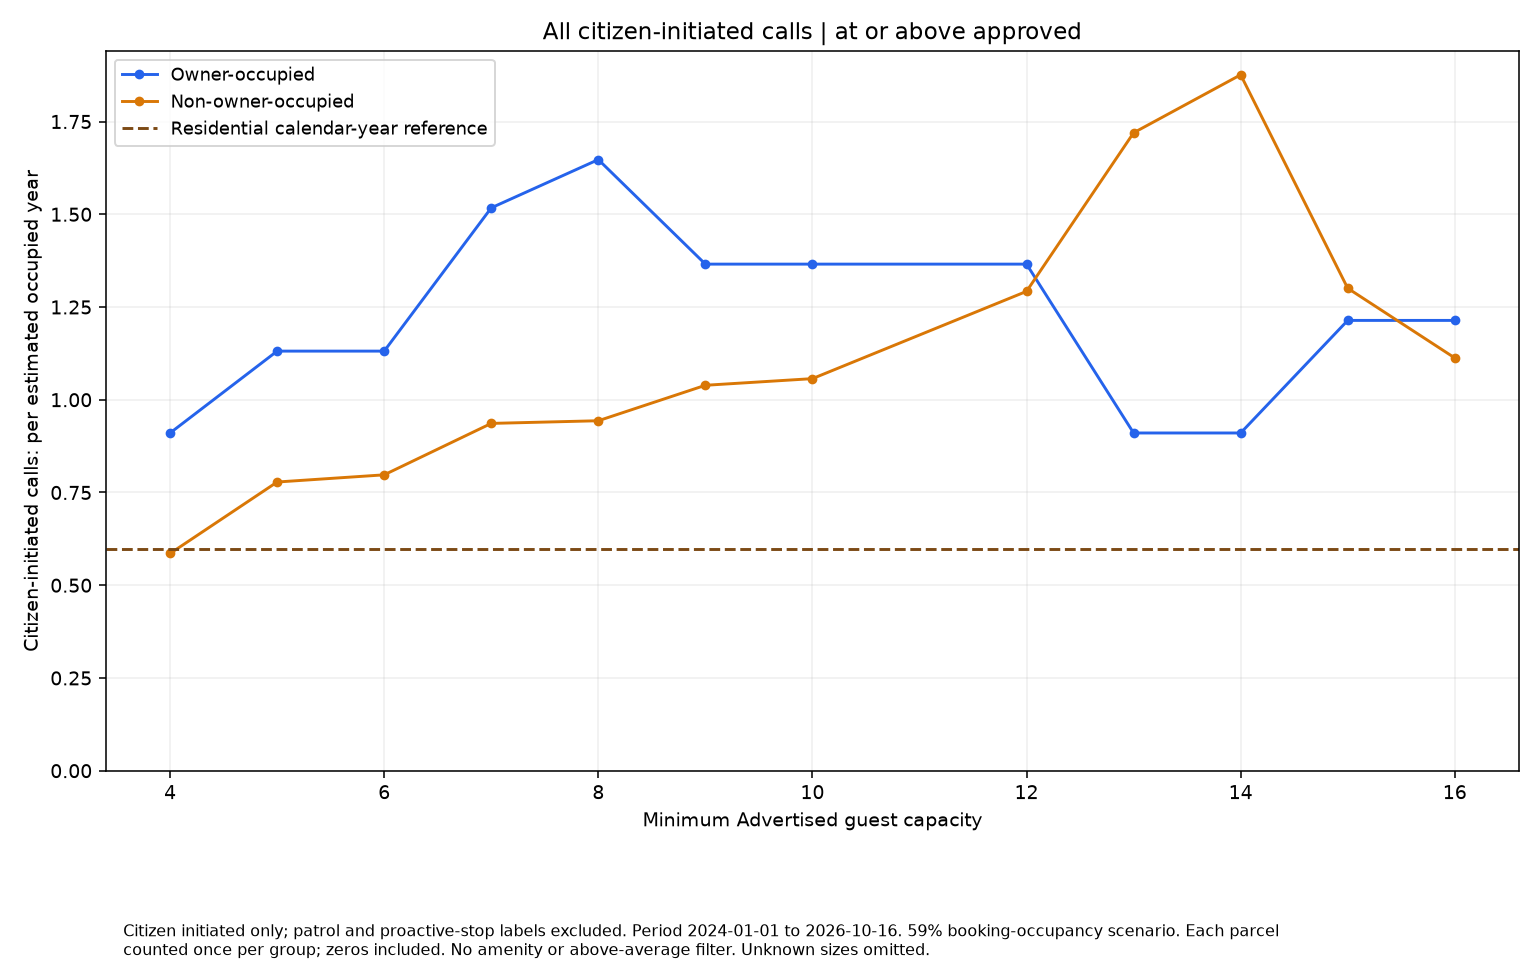 All citizen-initiated calls | at or above approved
Owner-occupied
Non-owner-occupied
Residential calendar-year reference
Citizen-initiated calls: per estimated occupied year
1.75
1.50
1.25
1.00
0.75
0.50
0.25
0.00
4 6 8 10 12 14 16
Minimum Advertised guest capacity
Citizen initiated only; patrol and proactive-stop labels excluded. Period 2024-01-01 to 2026-10-16. 59% booking-occupancy scenario. Each parcel
counted once per group; zeros included. No amenity or above-average filter. Unknown sizes omitted.